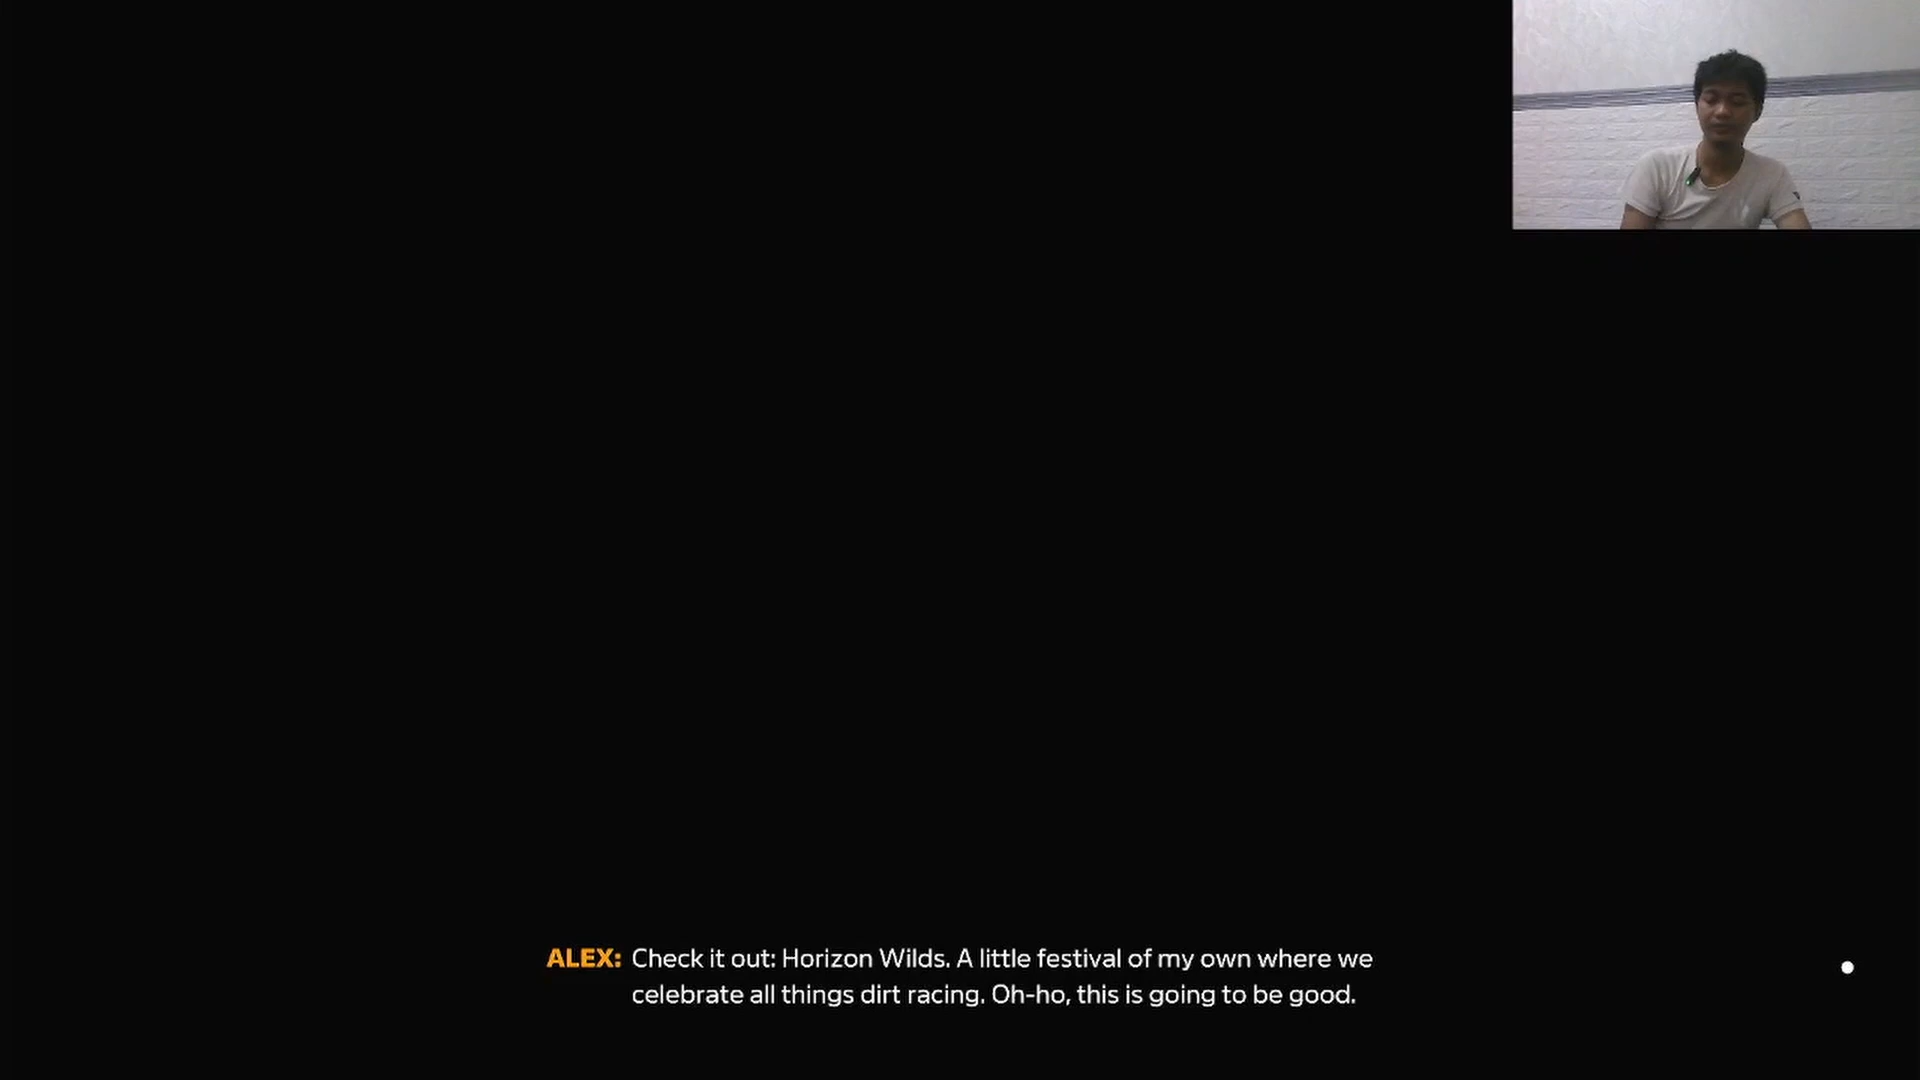 ALEX: Check it out: Horizon Wilds. A little festival of my own where we
celebrate all things dirt racing. Oh-ho, this is going to be good.